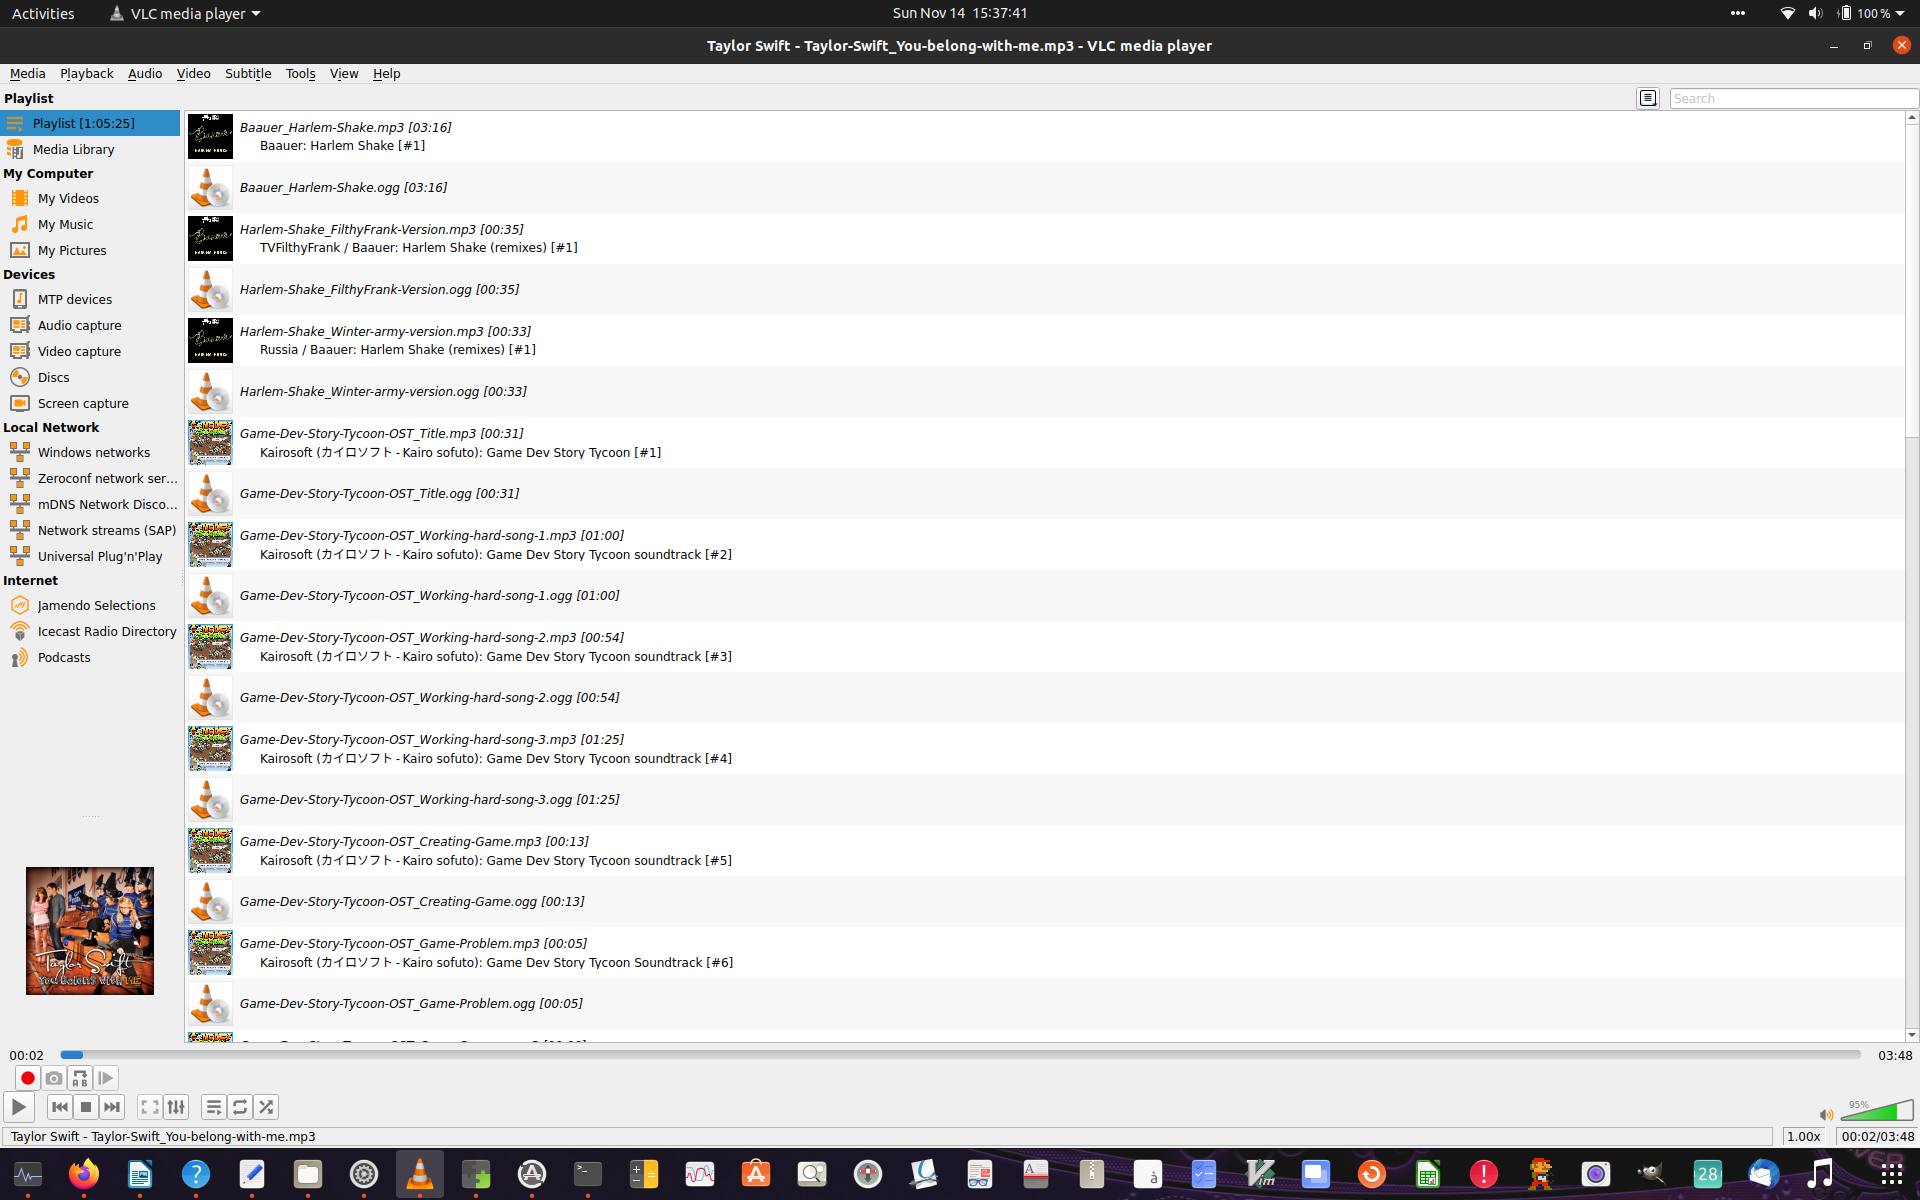 Activities
VLC media player
Sun Nov 14 15:37:41
100 %
Taylor Swift - Taylor-Swift_You-belong-with-me.mp3 - VLC media player
Media Playback Audio Video Subtitle Tools View Help
Playlist
Search
Playlist [1:05:25]
Media Library
My Computer
My Videos
My Music
My Pictures
Devices
MTP devices
Audio capture
Video capture
Discs
Screen capture
Local Network
Windows networks
Zeroconf network ser...
mDNS Network Disco...
Network streams (SAP)
Universal Plug'n'Play
Internet
Jamendo Selections
Icecast Radio Directory
Podcasts
Baauer_Harlem-Shake.mp3 [03:16]
Baauer: Harlem Shake [#1]
Baauer_Harlem-Shake.ogg [03:16]
Harlem-Shake_FilthyFrank-Version.mp3 [00:35]
TVFilthyFrank / Baauer: Harlem Shake (remixes) [#1]
Harlem-Shake_FilthyFrank-Version.ogg [00:35]
Harlem-Shake_Winter-army-version.mp3 [00:33]
Russia / Baauer: Harlem Shake (remixes) [#1]
Harlem-Shake_Winter-army-version.ogg [00:33]
Game-Dev-Story-Tycoon-OST_Title.mp3 [00:31]
Kairosoft (カイロソフト - Kairo sofuto): Game Dev Story Tycoon [#1]
Game-Dev-Story-Tycoon-OST_Title.ogg [00:31]
Game-Dev-Story-Tycoon-OST_Working-hard-song-1.mp3 [01:00]
Kairosoft (カイロソフト - Kairo sofuto): Game Dev Story Tycoon soundtrack [#2]
Game-Dev-Story-Tycoon-OST_Working-hard-song-1.ogg [01:00]
Game-Dev-Story-Tycoon-OST_Working-hard-song-2.mp3 [00:54]
Kairosoft (カイロソフト - Kairo sofuto): Game Dev Story Tycoon soundtrack [#3]
Game-Dev-Story-Tycoon-OST_Working-hard-song-2.ogg [00:54]
Game-Dev-Story-Tycoon-OST_Working-hard-song-3.mp3 [01:25]
Kairosoft (カイロソフト - Kairo sofuto): Game Dev Story Tycoon soundtrack [#4]
Game-Dev-Story-Tycoon-OST_Working-hard-song-3.ogg [01:25]
Game-Dev-Story-Tycoon-OST_Creating-Game.mp3 [00:13]
Kairosoft (カイロソフト - Kairo sofuto): Game Dev Story Tycoon soundtrack [#5]
Game-Dev-Story-Tycoon-OST_Creating-Game.ogg [00:13]
Game-Dev-Story-Tycoon-OST_Game-Problem.mp3 [00:05]
Kairosoft (カイロソフト - Kairo sofuto): Game Dev Story Tycoon Soundtrack [#6]
Game-Dev-Story-Tycoon-OST_Game-Problem.ogg [00:05]
Taylor Swift
You Belong With Me
00:02
03:48
A B
95%
Taylor Swift - Taylor-Swift_You-belong-with-me.mp3
1.00x
00:02/03:48
28